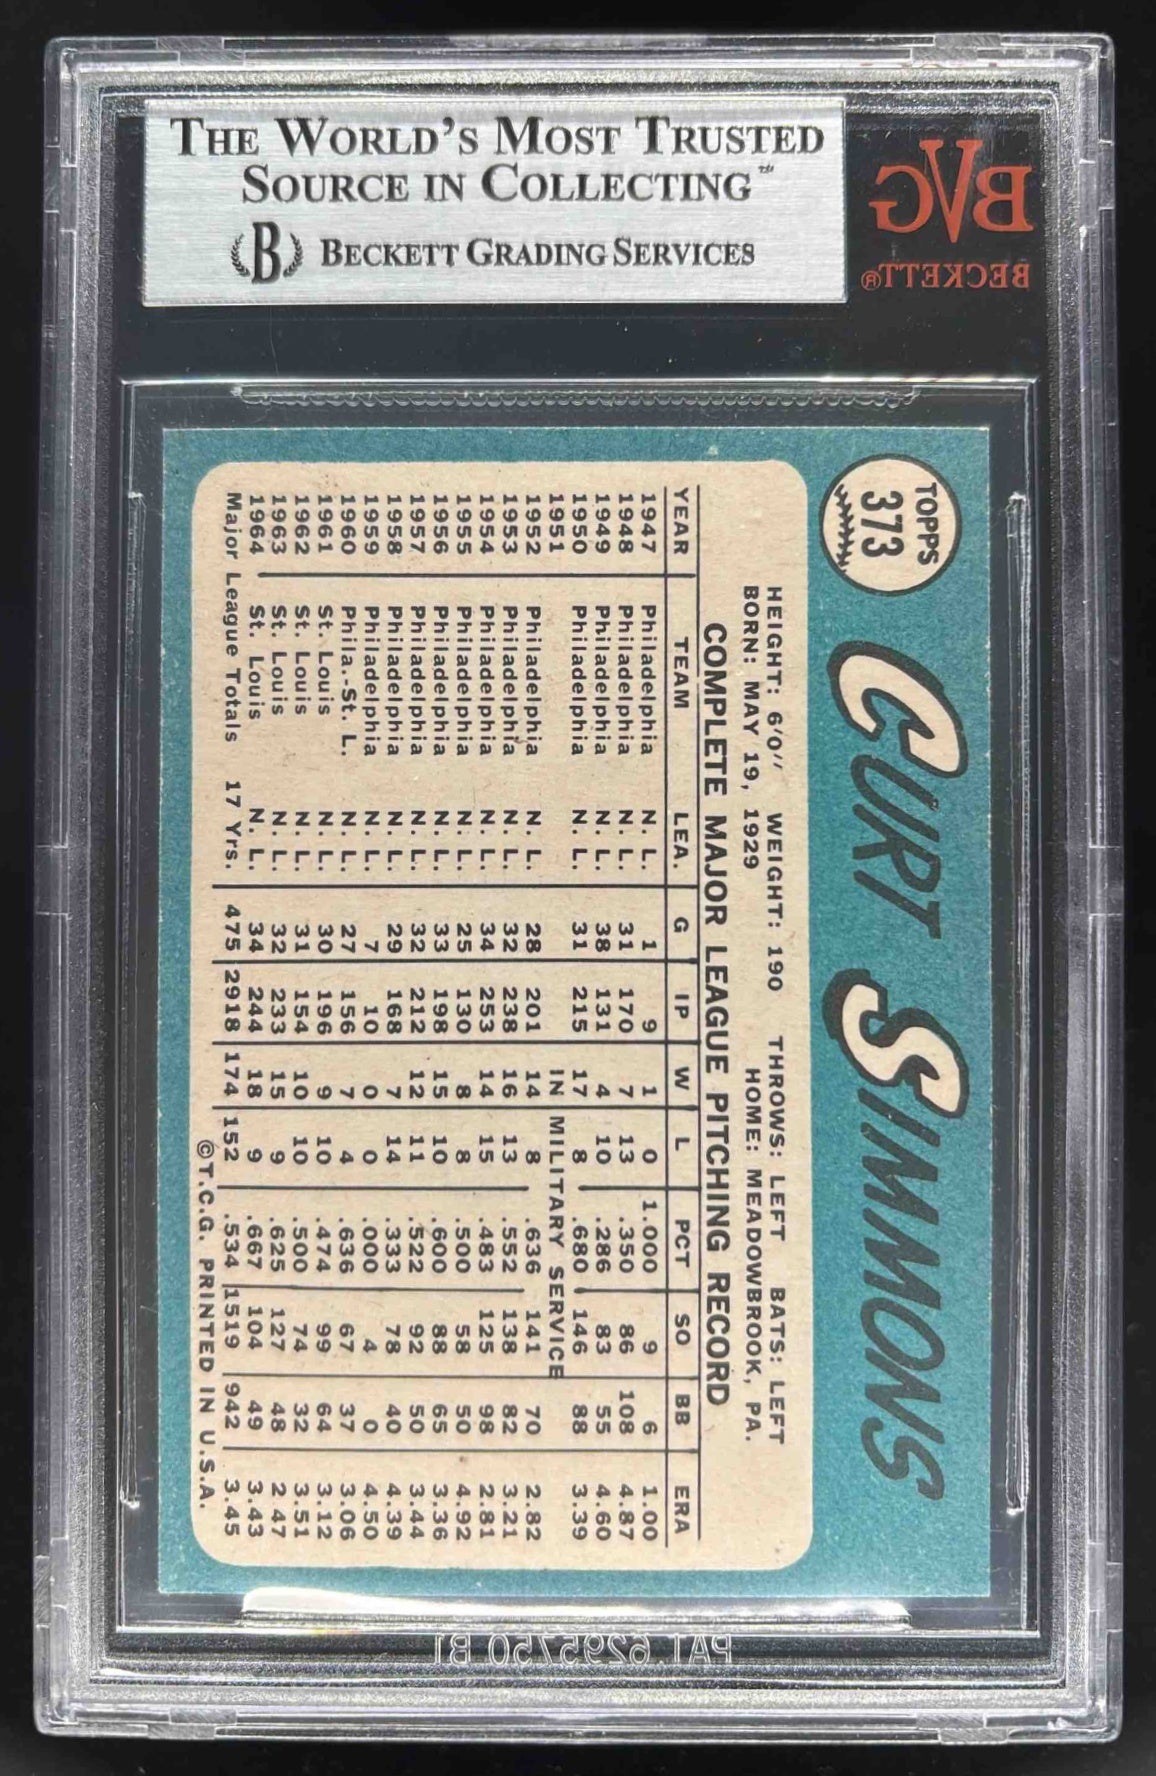 THE WORLD'S MOST TRUSTED
SOURCE IN COLLECTING™
B BECKETT GRADING SERVICES
BVG
BECKETT®
TOPPS
373
CURT SIMMONS
HEIGHT: 6'0" WEIGHT: 190 THROWS: LEFT BATS: LEFT
BORN: MAY 19, 1929 HOME: MEADOWBROOK, PA.
COMPLETE MAJOR LEAGUE PITCHING RECORD
YEAR TEAM LEA. G IP W L PCT SO BB ERA
1947 Philadelphia N. L. 1 9 1 0 1.000 9 6 1.00
1948 Philadelphia N. L. 31 170 7 13 .350 86 108 4.87
1949 Philadelphia N. L. 38 131 4 10 .286 83 55 4.60
1950 Philadelphia N. L. 31 215 17 8 .680 146 88 3.39
1951 IN MILITARY SERVICE
1952 Philadelphia N. L. 28 201 14 8 .636 141 70 2.82
1953 Philadelphia N. L. 32 238 16 13 .552 138 82 3.21
1954 Philadelphia N. L. 34 253 14 15 .483 125 98 2.81
1955 Philadelphia N. L. 25 130 8 8 .500 58 50 4.92
1956 Philadelphia N. L. 33 198 15 10 .600 88 65 3.36
1957 Philadelphia N. L. 32 212 12 11 .522 92 50 3.44
1958 Philadelphia N. L. 29 168 7 14 .333 78 40 4.39
1959 Philadelphia N. L. 7 10 0 0 .000 4 0 4.50
1960 Phila.-St. L. N. L. 27 156 7 4 .636 67 37 3.06
1961 St. Louis N. L. 30 196 9 10 .474 99 64 3.12
1962 St. Louis N. L. 31 154 10 10 .500 74 32 3.51
1963 St. Louis N. L. 32 233 15 9 .625 127 48 2.47
1964 St. Louis N. L. 34 244 18 9 .667 104 49 3.43
Major League Totals 17 Yrs. 475 2918 174 152 .534 1519 942 3.45
©T.C.G. PRINTED IN U.S.A.
PA1.6295750 B1